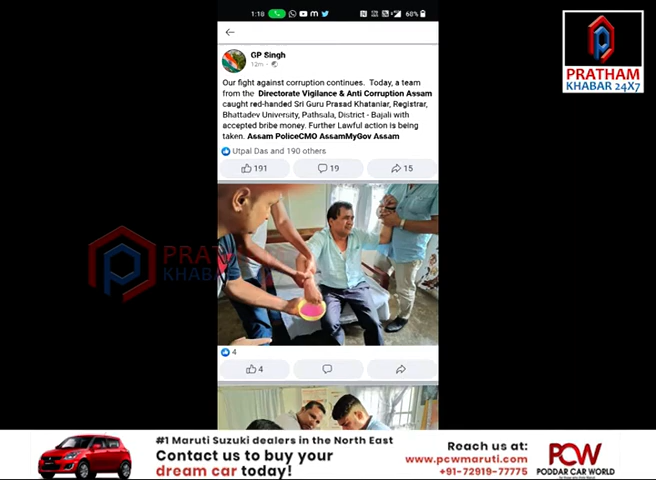 1:18
68%
PRATHAM
KHABAR 24X7
GP Singh
12m
Our fight against corruption continues. Today, a team
from the Directorate Vigilance & Anti Corruption Assam
caught red-handed Sri Guru Prasad Khataniar, Registrar,
Bhattadev University, Pathsala, District - Bajali with
accepted bribe money. Further Lawful action is being
taken. Assam PoliceCMO AssamMyGov Assam
Utpal Das and 190 others
191
19
15
PRATHAM
KHABAR
4
4
#1 Maruti Suzuki dealers in the North East
Contact us to buy your
dream car today!
Reach us at:
www.pcwmaruti.com
+91-72919-77775
PCW
PODDAR CAR WORLD